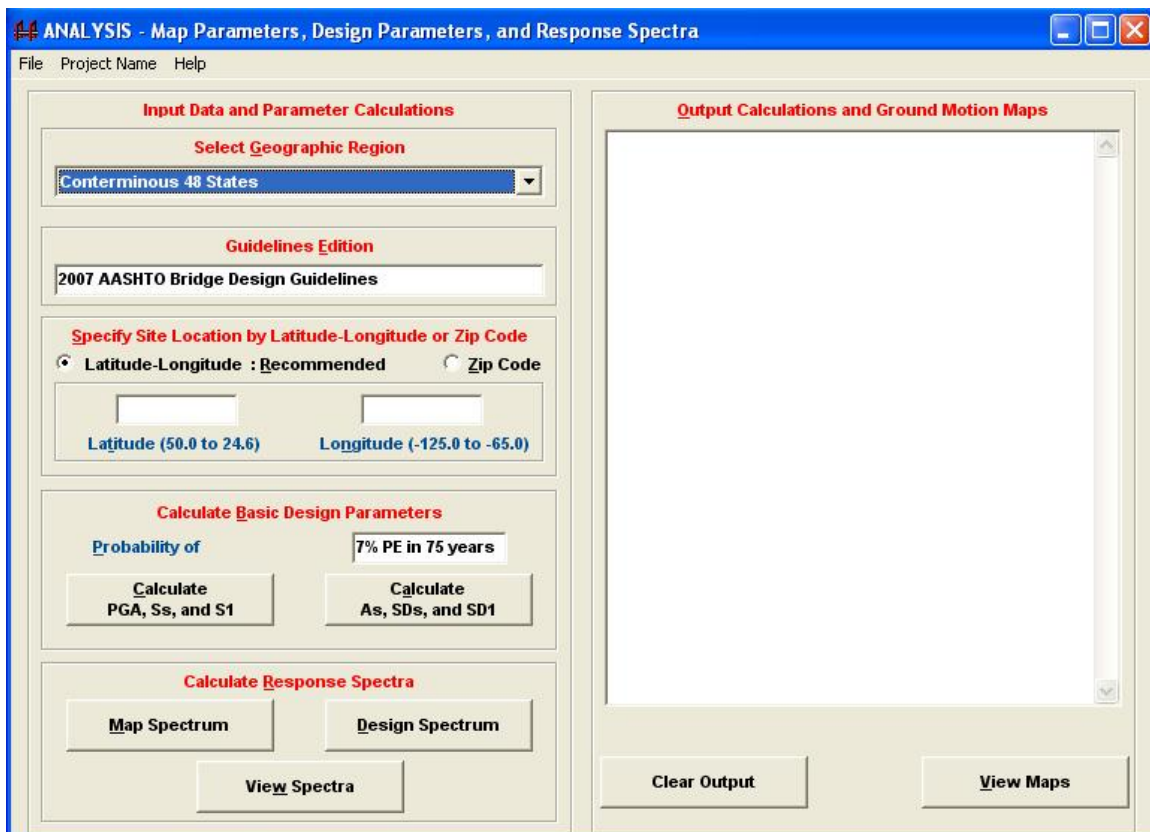 ANALYSIS - Map Parameters, Design Parameters, and Response Spectra
File Project Name Help
Input Data and Parameter Calculations
Select Geographic Region
Conterminous 48 States
Guidelines Edition
2007 AASHTO Bridge Design Guidelines
Specify Site Location by Latitude-Longitude or Zip Code
Latitude-Longitude : Recommended Zip Code
Latitude (50.0 to 24.6) Longitude (-125.0 to -65.0)
Calculate Basic Design Parameters
Probability of 7% PE in 75 years
Calculate
PGA, Ss, and S1
Calculate
As, SDs, and SD1
Calculate Response Spectra
Map Spectrum Design Spectrum
View Spectra
Output Calculations and Ground Motion Maps
Clear Output View Maps